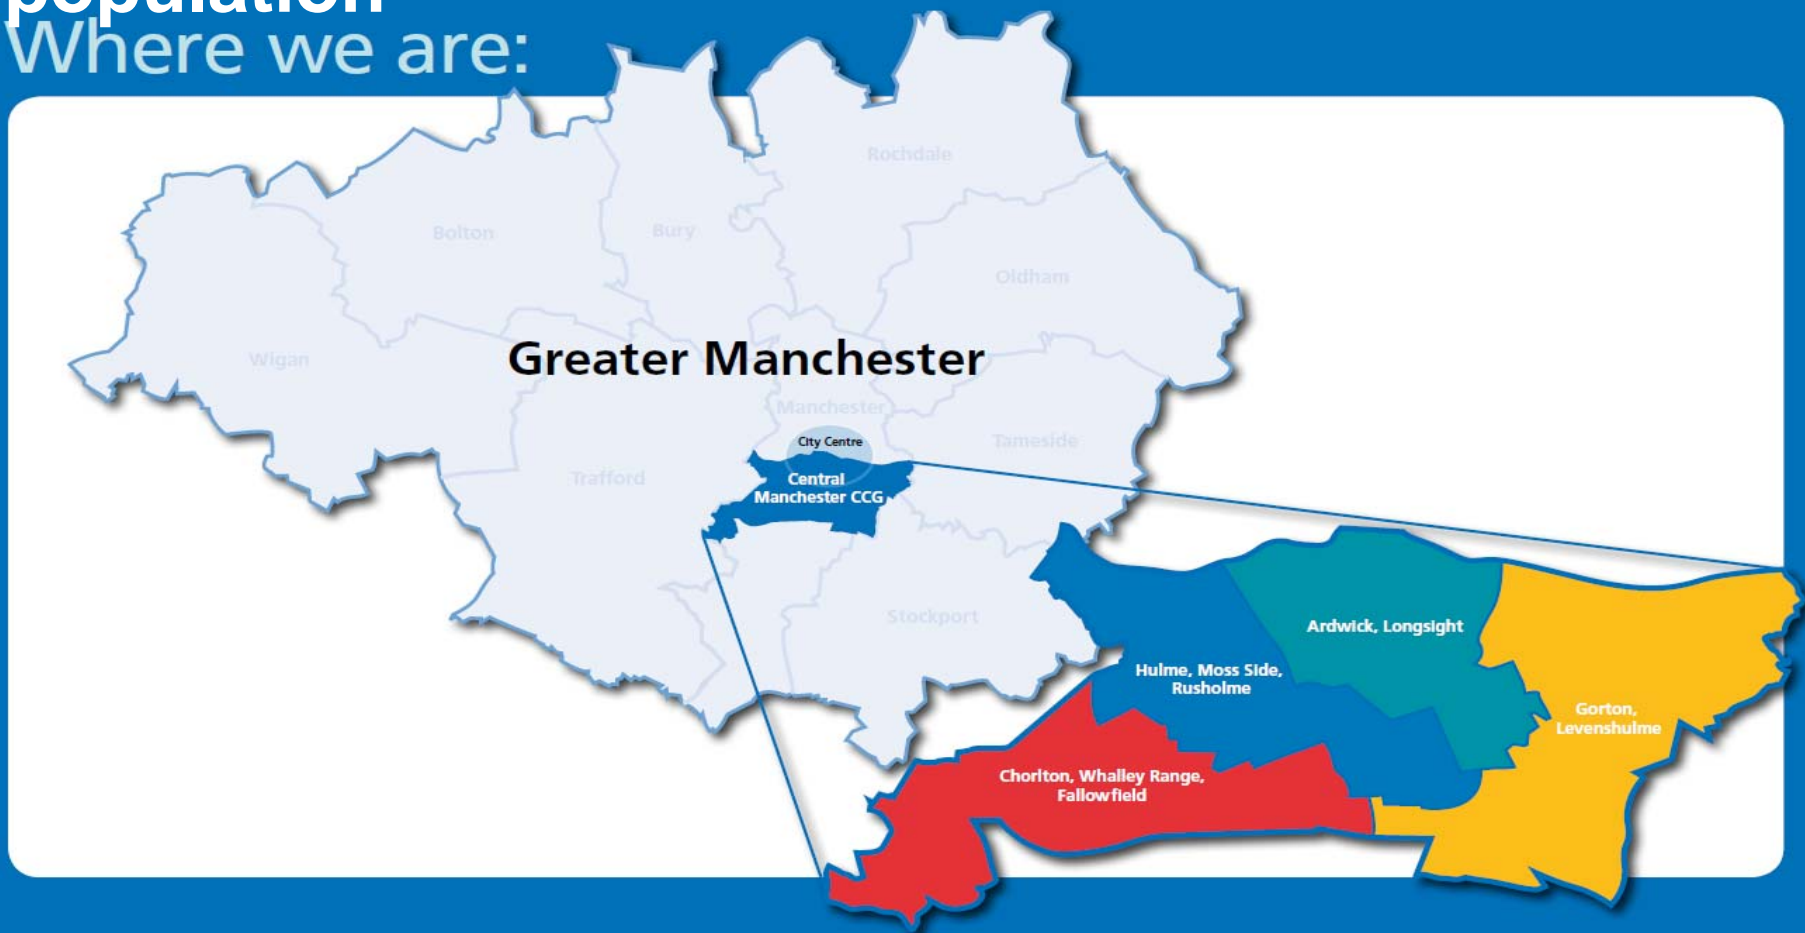 population
Where we are:
Rochdale
Bolton
Bury
Oldham
Wigan
Greater Manchester
Manchester
City Centre
Tameside
Trafford
Central
Manchester CCG
Stockport
Ardwick, Longsight
Hulme, Moss Side,
Rusholme
Gorton,
Levenshulme
Chorlton, Whalley Range,
Fallowfield